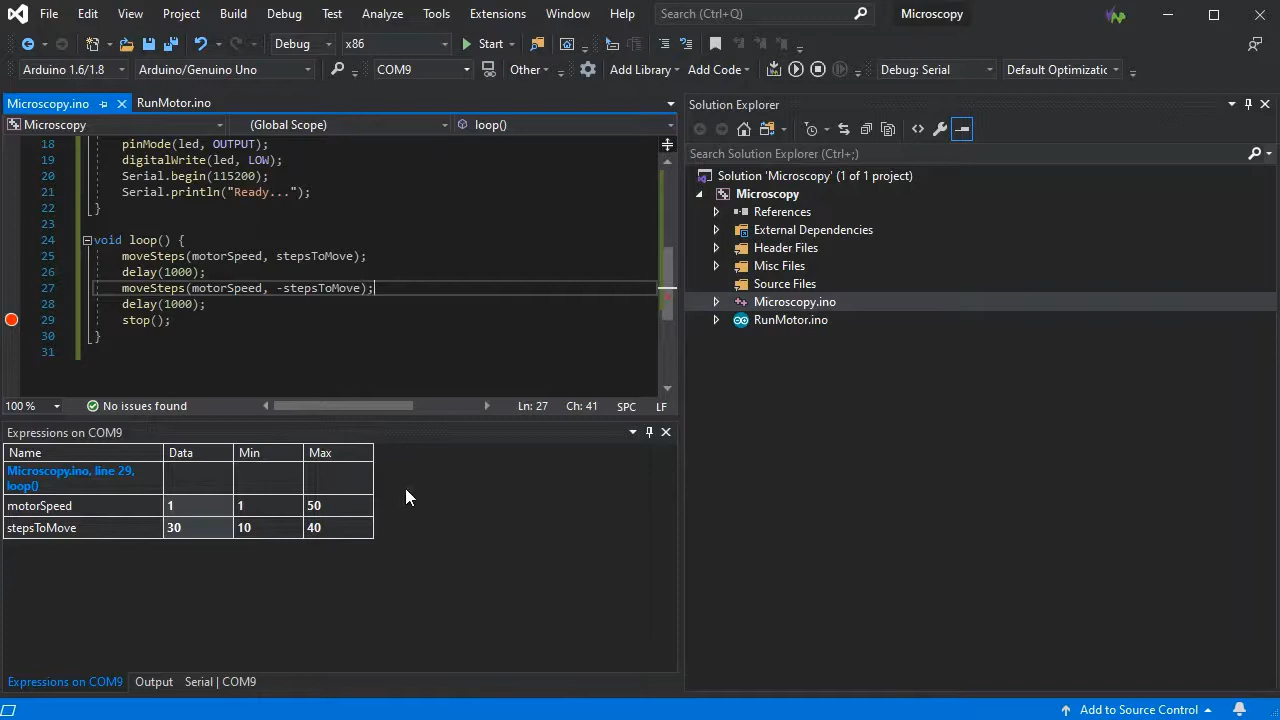 File Edit View Project Build Debug Test Analyze Tools Extensions Window Help Search (Ctrl+Q) Microscopy
Debug x86 Start
Arduino 1.6/1.8 Arduino/Genuino Uno COM9 Other Add Library Add Code Debug: Serial Default Optimizatic
Microscopy.ino RunMotor.ino
Microscopy (Global Scope) loop()
18 pinMode(led, OUTPUT);
19 digitalWrite(led, LOW);
20 Serial.begin(115200);
21 Serial.println("Ready...");
22 }
23
24 void loop() {
25 moveSteps(motorSpeed, stepsToMove);
26 delay(1000);
27 moveSteps(motorSpeed, -stepsToMove);
28 delay(1000);
29 stop();
30 }
31
100 % No issues found Ln: 27 Ch: 41 SPC LF
Expressions on COM9
Name Data Min Max
Microscopy.ino, line 29,
loop()
motorSpeed 1 1 50
stepsToMove 30 10 40
Expressions on COM9 Output Serial | COM9
Solution Explorer
Search Solution Explorer (Ctrl+;)
Solution 'Microscopy' (1 of 1 project)
Microscopy
References
External Dependencies
Header Files
Misc Files
Source Files
Microscopy.ino
RunMotor.ino
Add to Source Control